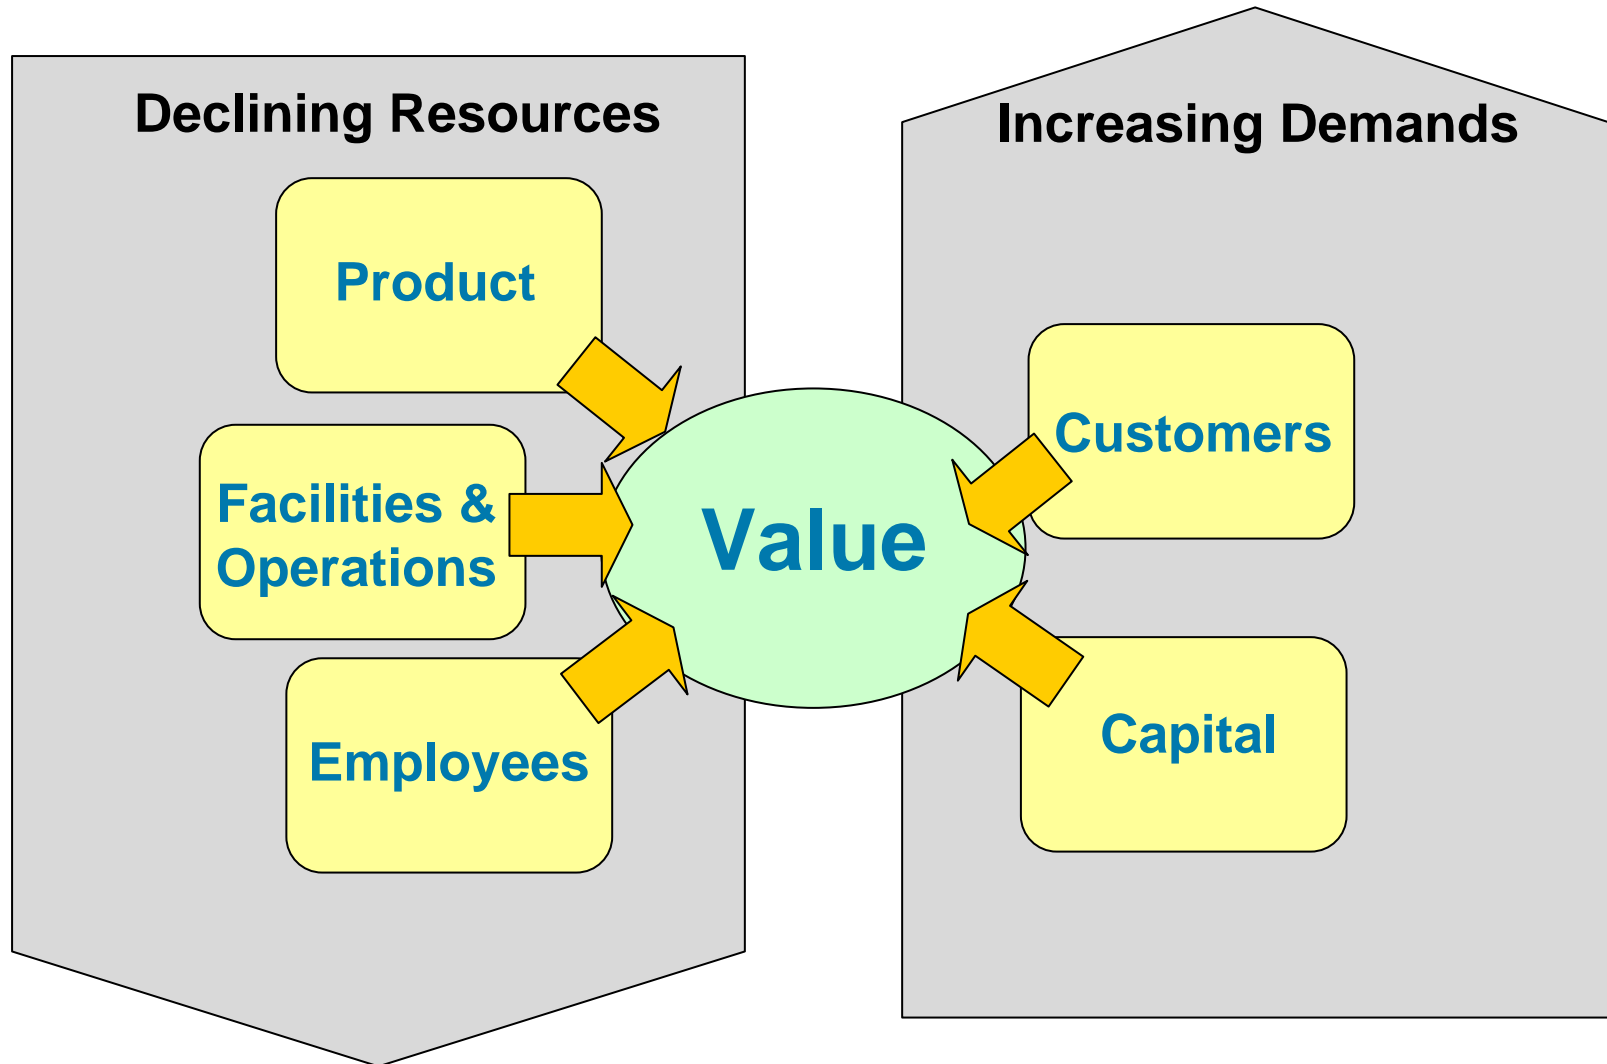 Declining Resources
Product
Facilities &
Operations
Employees
Value
Increasing Demands
Customers
Capital